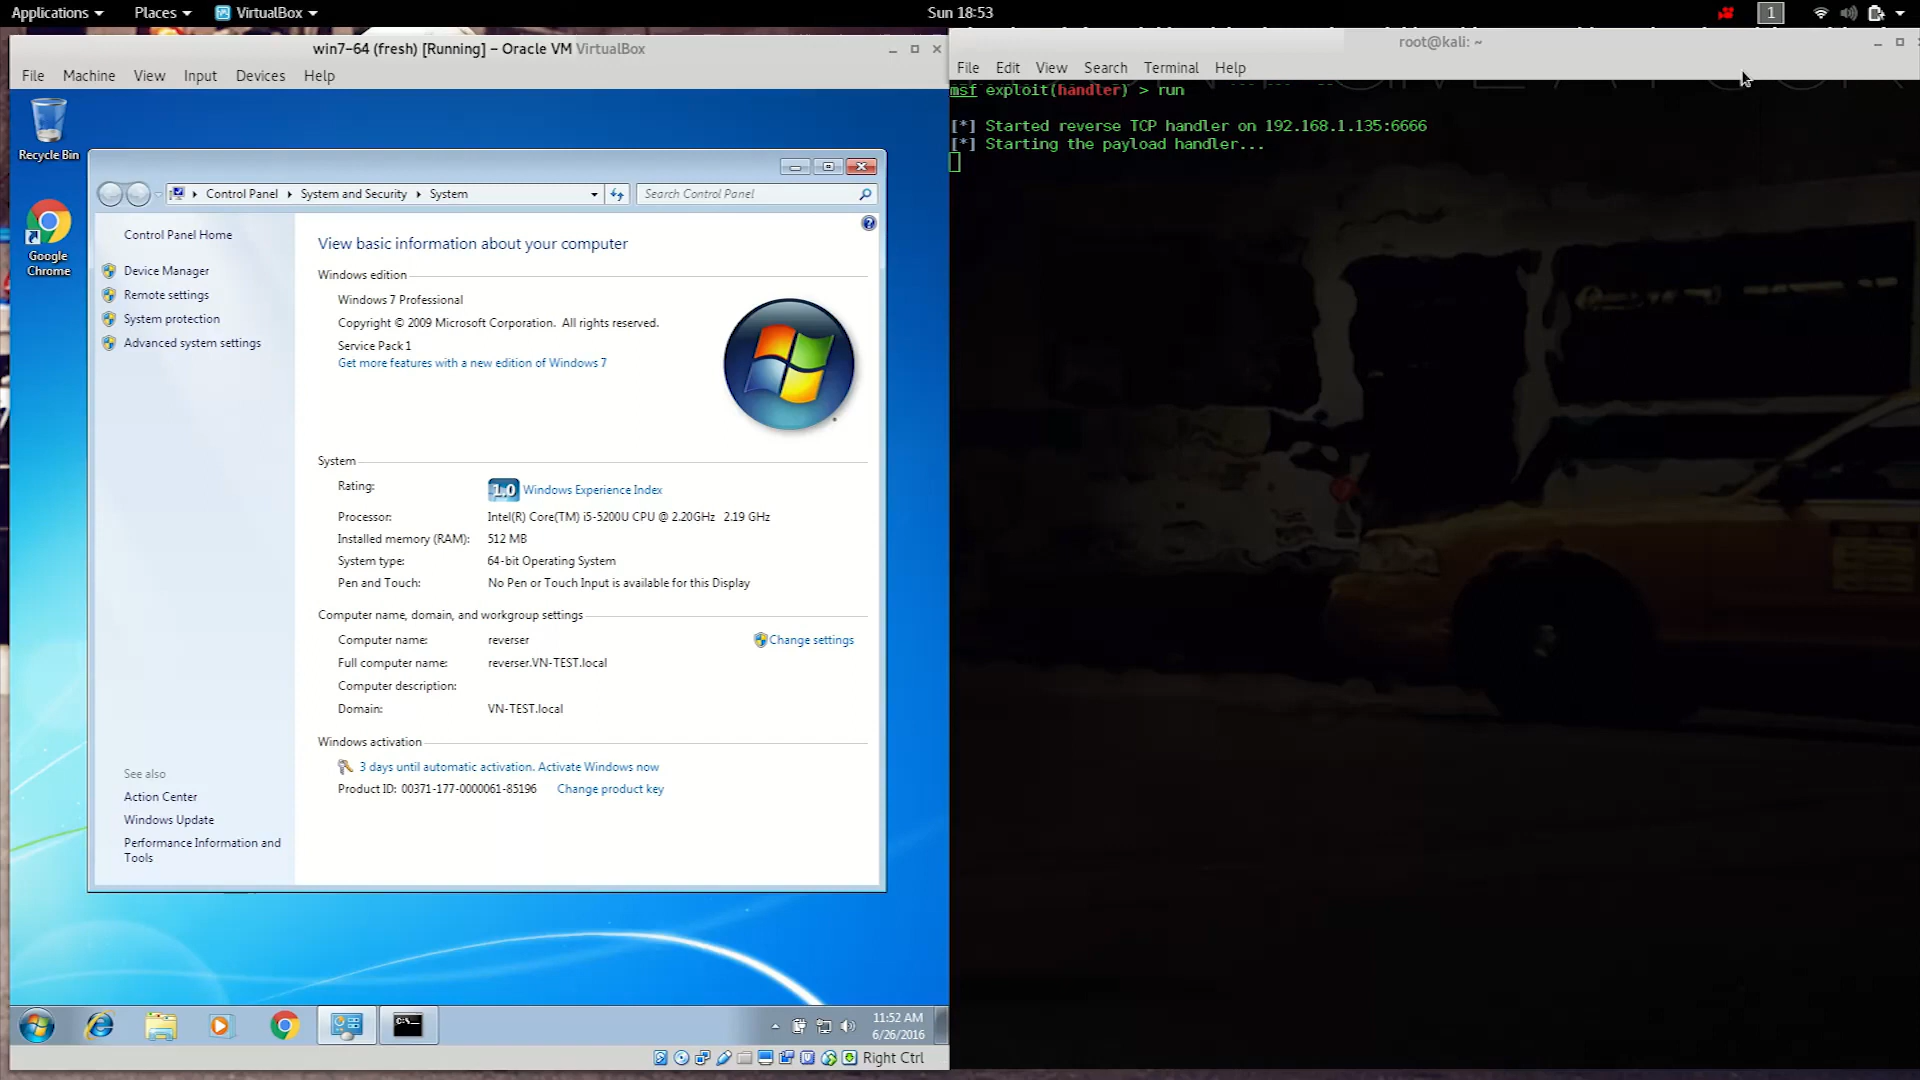 Applications Places VirtualBox Sun 18:53 1
win7-64 (fresh) [Running] – Oracle VM VirtualBox
File Machine View Input Devices Help
Recycle Bin
Google
Chrome
Control Panel System and Security System Search Control Panel
Control Panel Home
Device Manager
Remote settings
System protection
Advanced system settings
See also
Action Center
Windows Update
Performance Information and
Tools
View basic information about your computer
Windows edition
Windows 7 Professional
Copyright © 2009 Microsoft Corporation. All rights reserved.
Service Pack 1
Get more features with a new edition of Windows 7
System
Rating: 1.0 Windows Experience Index
Processor: Intel(R) Core(TM) i5-5200U CPU @ 2.20GHz 2.19 GHz
Installed memory (RAM): 512 MB
System type: 64-bit Operating System
Pen and Touch: No Pen or Touch Input is available for this Display
Computer name, domain, and workgroup settings
Computer name: reverser Change settings
Full computer name: reverser.VN-TEST.local
Computer description:
Domain: VN-TEST.local
Windows activation
3 days until automatic activation. Activate Windows now
Product ID: 00371-177-0000061-85196 Change product key
11:52 AM
6/26/2016
Right Ctrl
root@kali: ~
File Edit View Search Terminal Help
msf exploit(handler) > run
[*] Started reverse TCP handler on 192.168.1.135:6666
[*] Starting the payload handler...